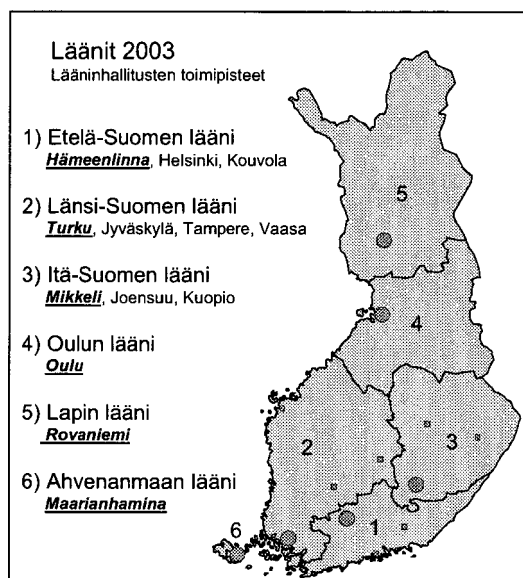 Läänit 2003
Lääninhallitusten toimipisteet
1) Etelä-Suomen lääni
Hämeenlinna, Helsinki, Kouvola
2) Länsi-Suomen lääni
Turku, Jyväskylä, Tampere, Vaasa
3) Itä-Suomen lääni
Mikkeli, Joensuu, Kuopio
4) Oulun lääni
Oulu
5) Lapin lääni
Rovaniemi
6) Ahvenanmaan lääni
Maarianhamina
5
4
2
3
1
6